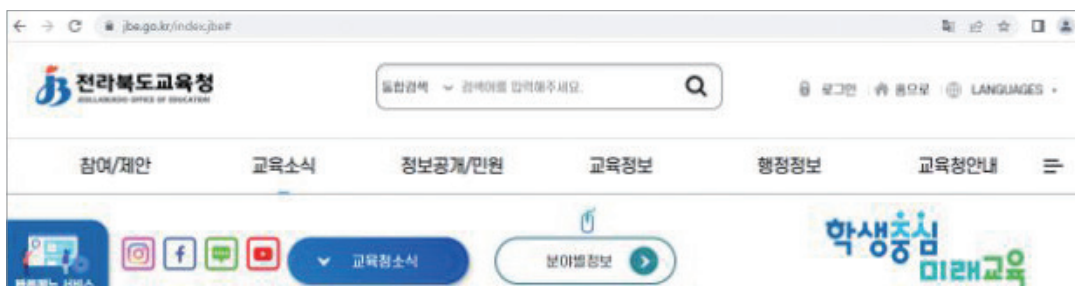 jbe.go.kr/index.jbe#
전라북도교육청
JEOLLABUKDO OFFICE OF EDUCATION
통합검색 검색어를 입력해주세요.
로그인 홈으로 LANGUAGES
참여/제안 교육소식 정보공개/민원 교육정보 행정정보 교육청안내
교육청소식 분야별정보
학생중심
미래교육